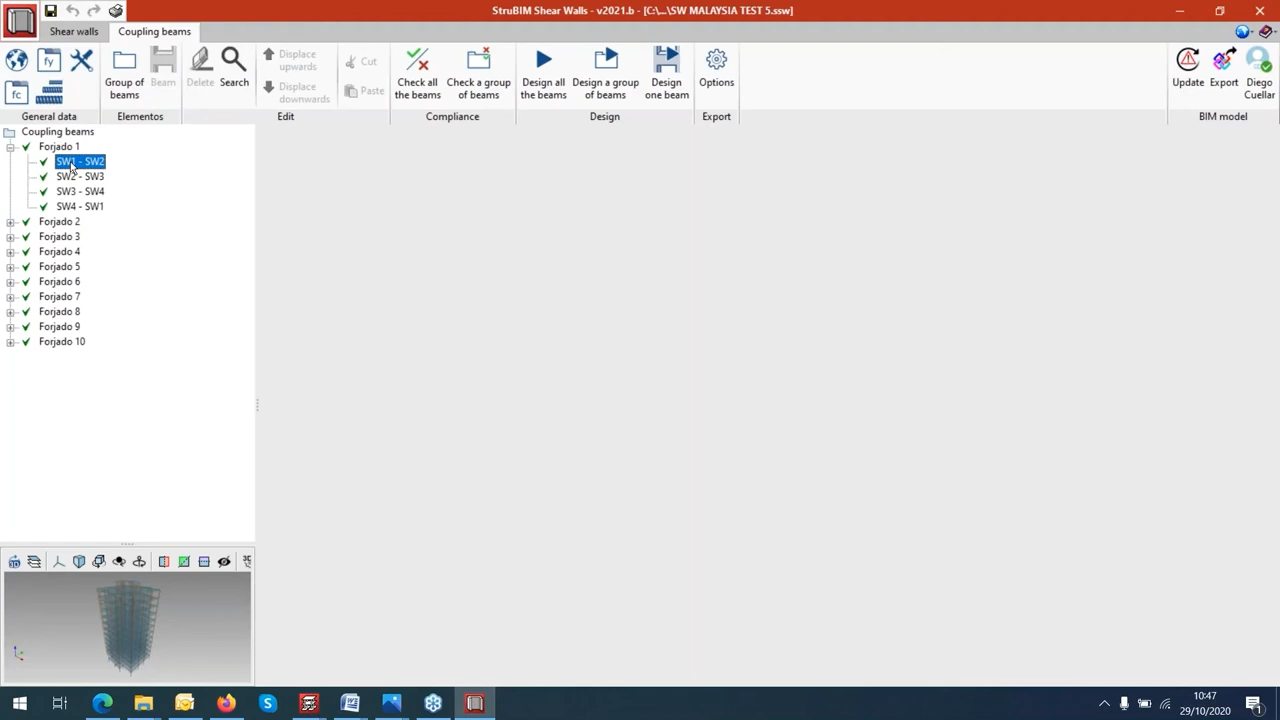 StruBIM Shear Walls - v2021.b - [C:\...\SW MALAYSIA TEST 5.ssw]
Shear walls
Coupling beams
fy
fc
General data
Group of beams
Beam
Elementos
Delete
Search
Displace upwards
Displace downwards
Cut
Paste
Edit
Check all the beams
Check a group of beams
Compliance
Design all the beams
Design a group of beams
Design one beam
Design
Options
Export
Update
Export
Diego Cuellar
BIM model
Coupling beams
Forjado 1
SW1 - SW2
SW2 - SW3
SW3 - SW4
SW4 - SW1
Forjado 2
Forjado 3
Forjado 4
Forjado 5
Forjado 6
Forjado 7
Forjado 8
Forjado 9
Forjado 10
10:47
29/10/2020